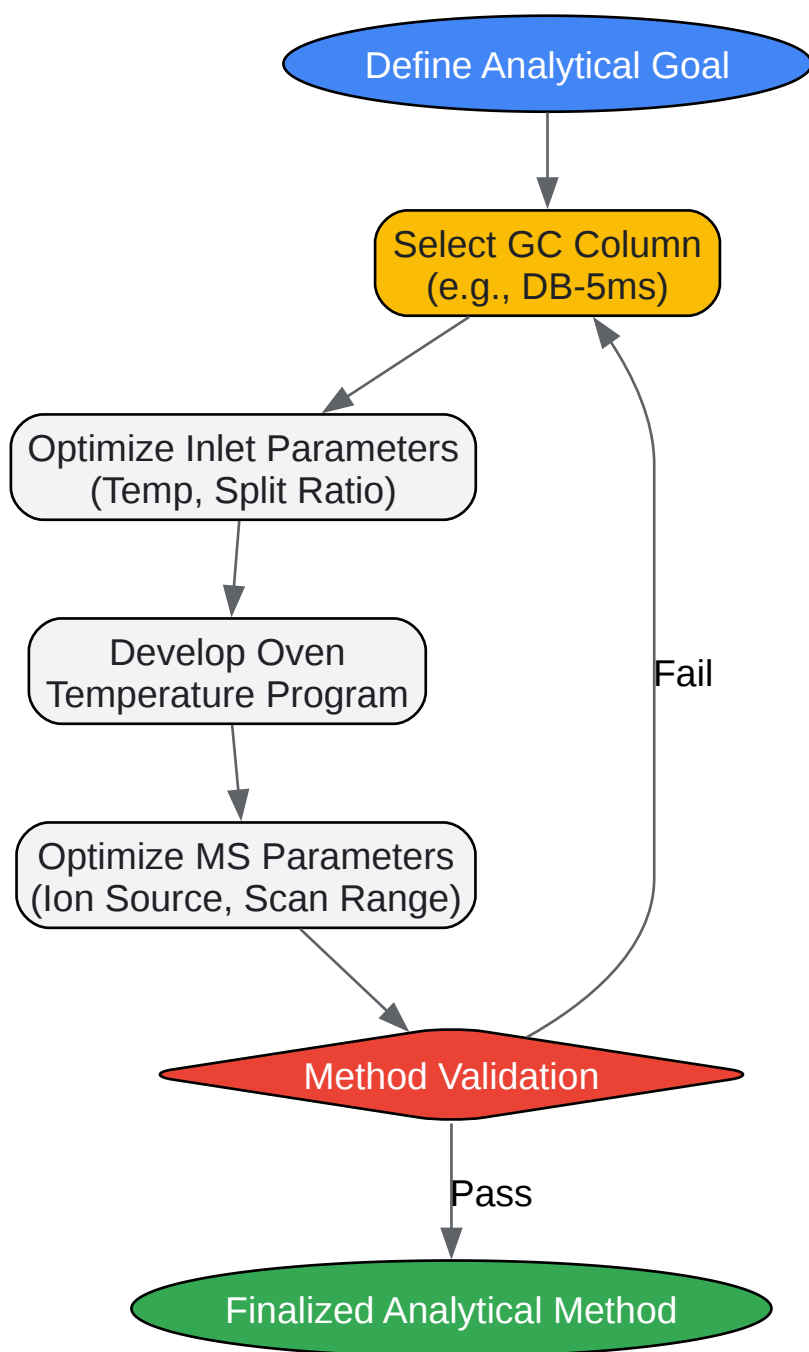 Define Analytical Goal
Select GC Column
(e.g., DB-5ms)
Optimize Inlet Parameters
(Temp, Split Ratio)
Develop Oven
Temperature Program
Fail
Optimize MS Parameters
(Ion Source, Scan Range)
Method Validation
Pass
Finalized Analytical Method